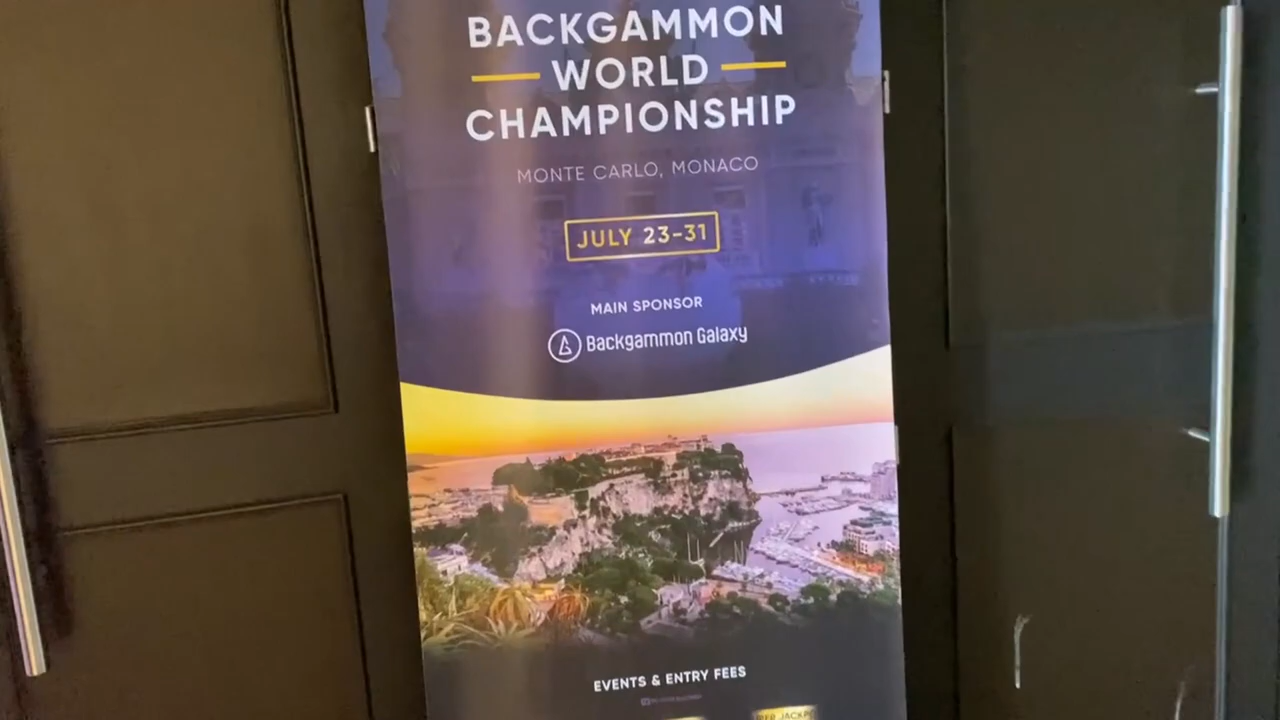 BACKGAMMON
WORLD
CHAMPIONSHIP
MONTE CARLO, MONACO
JULY 23-31
MAIN SPONSOR
Backgammon Galaxy
EVENTS & ENTRY FEES